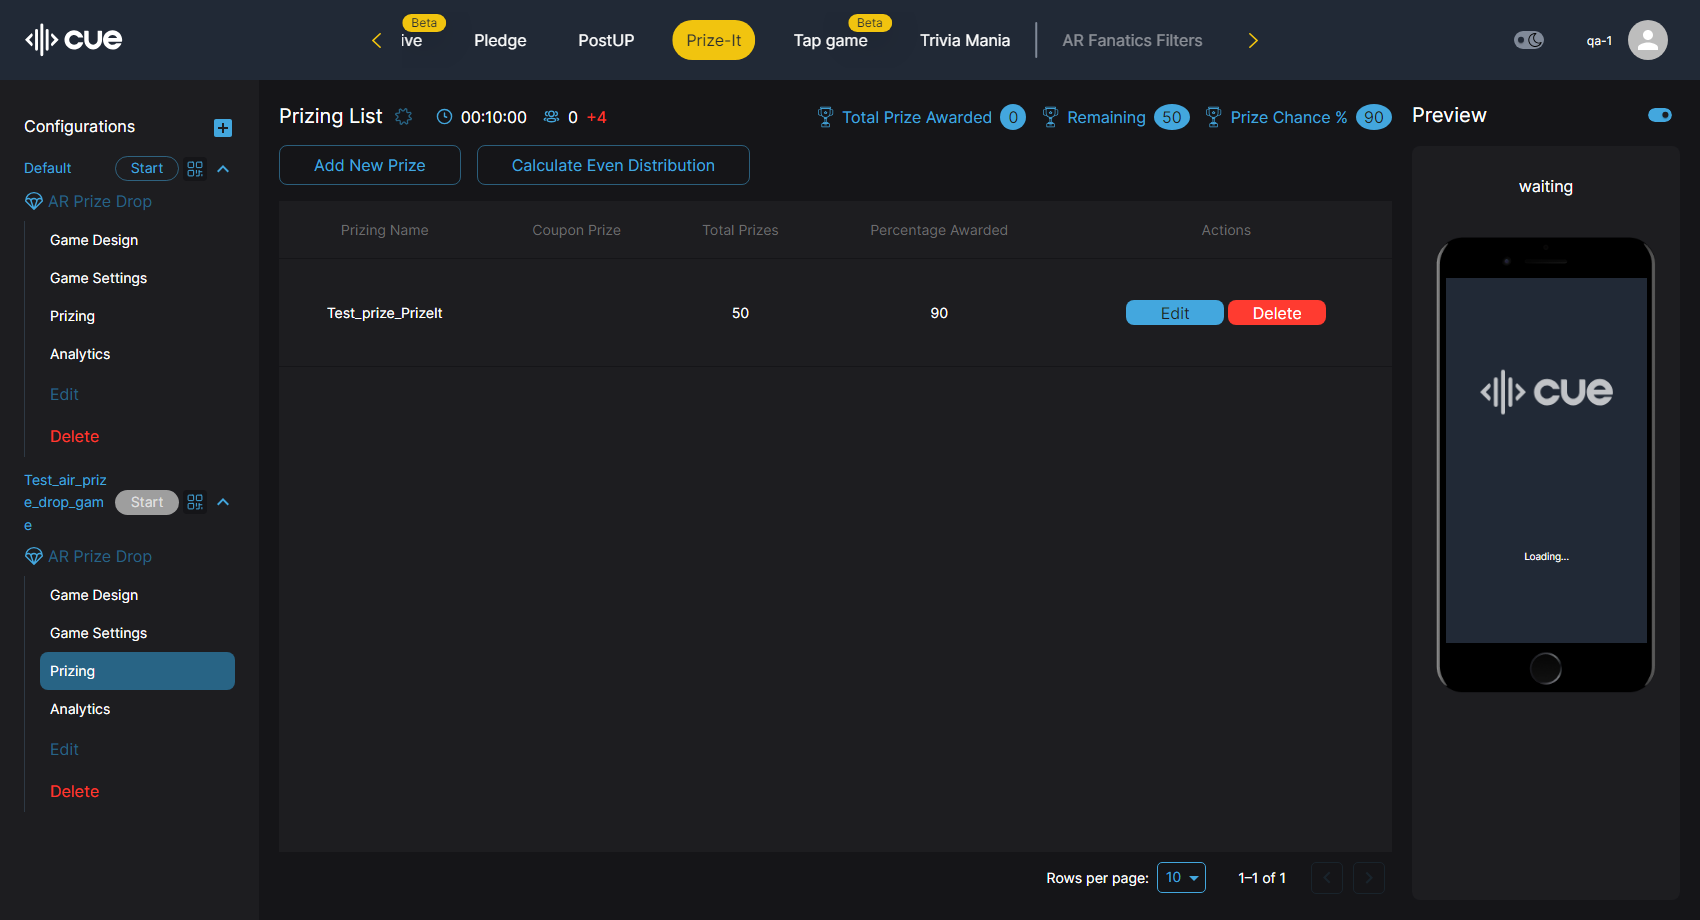 cue
Beta
ive
Pledge
PostUP
Prize-It
Beta
Tap game
Trivia Mania
AR Fanatics Filters
qa-1
Configurations
Default
Start
AR Prize Drop
Game Design
Game Settings
Prizing
Analytics
Edit
Delete
Test_air_priz
e_drop_gam
e
Start
AR Prize Drop
Game Design
Game Settings
Prizing
Analytics
Edit
Delete
Prizing List
00:10:00
0 +4
Total Prize Awarded 0
Remaining 50
Prize Chance % 90
Add New Prize
Calculate Even Distribution
Prizing Name
Coupon Prize
Total Prizes
Percentage Awarded
Actions
Test_prize_PrizeIt
50
90
Edit
Delete
Rows per page: 10
1–1 of 1
Preview
waiting
cue
Loading...